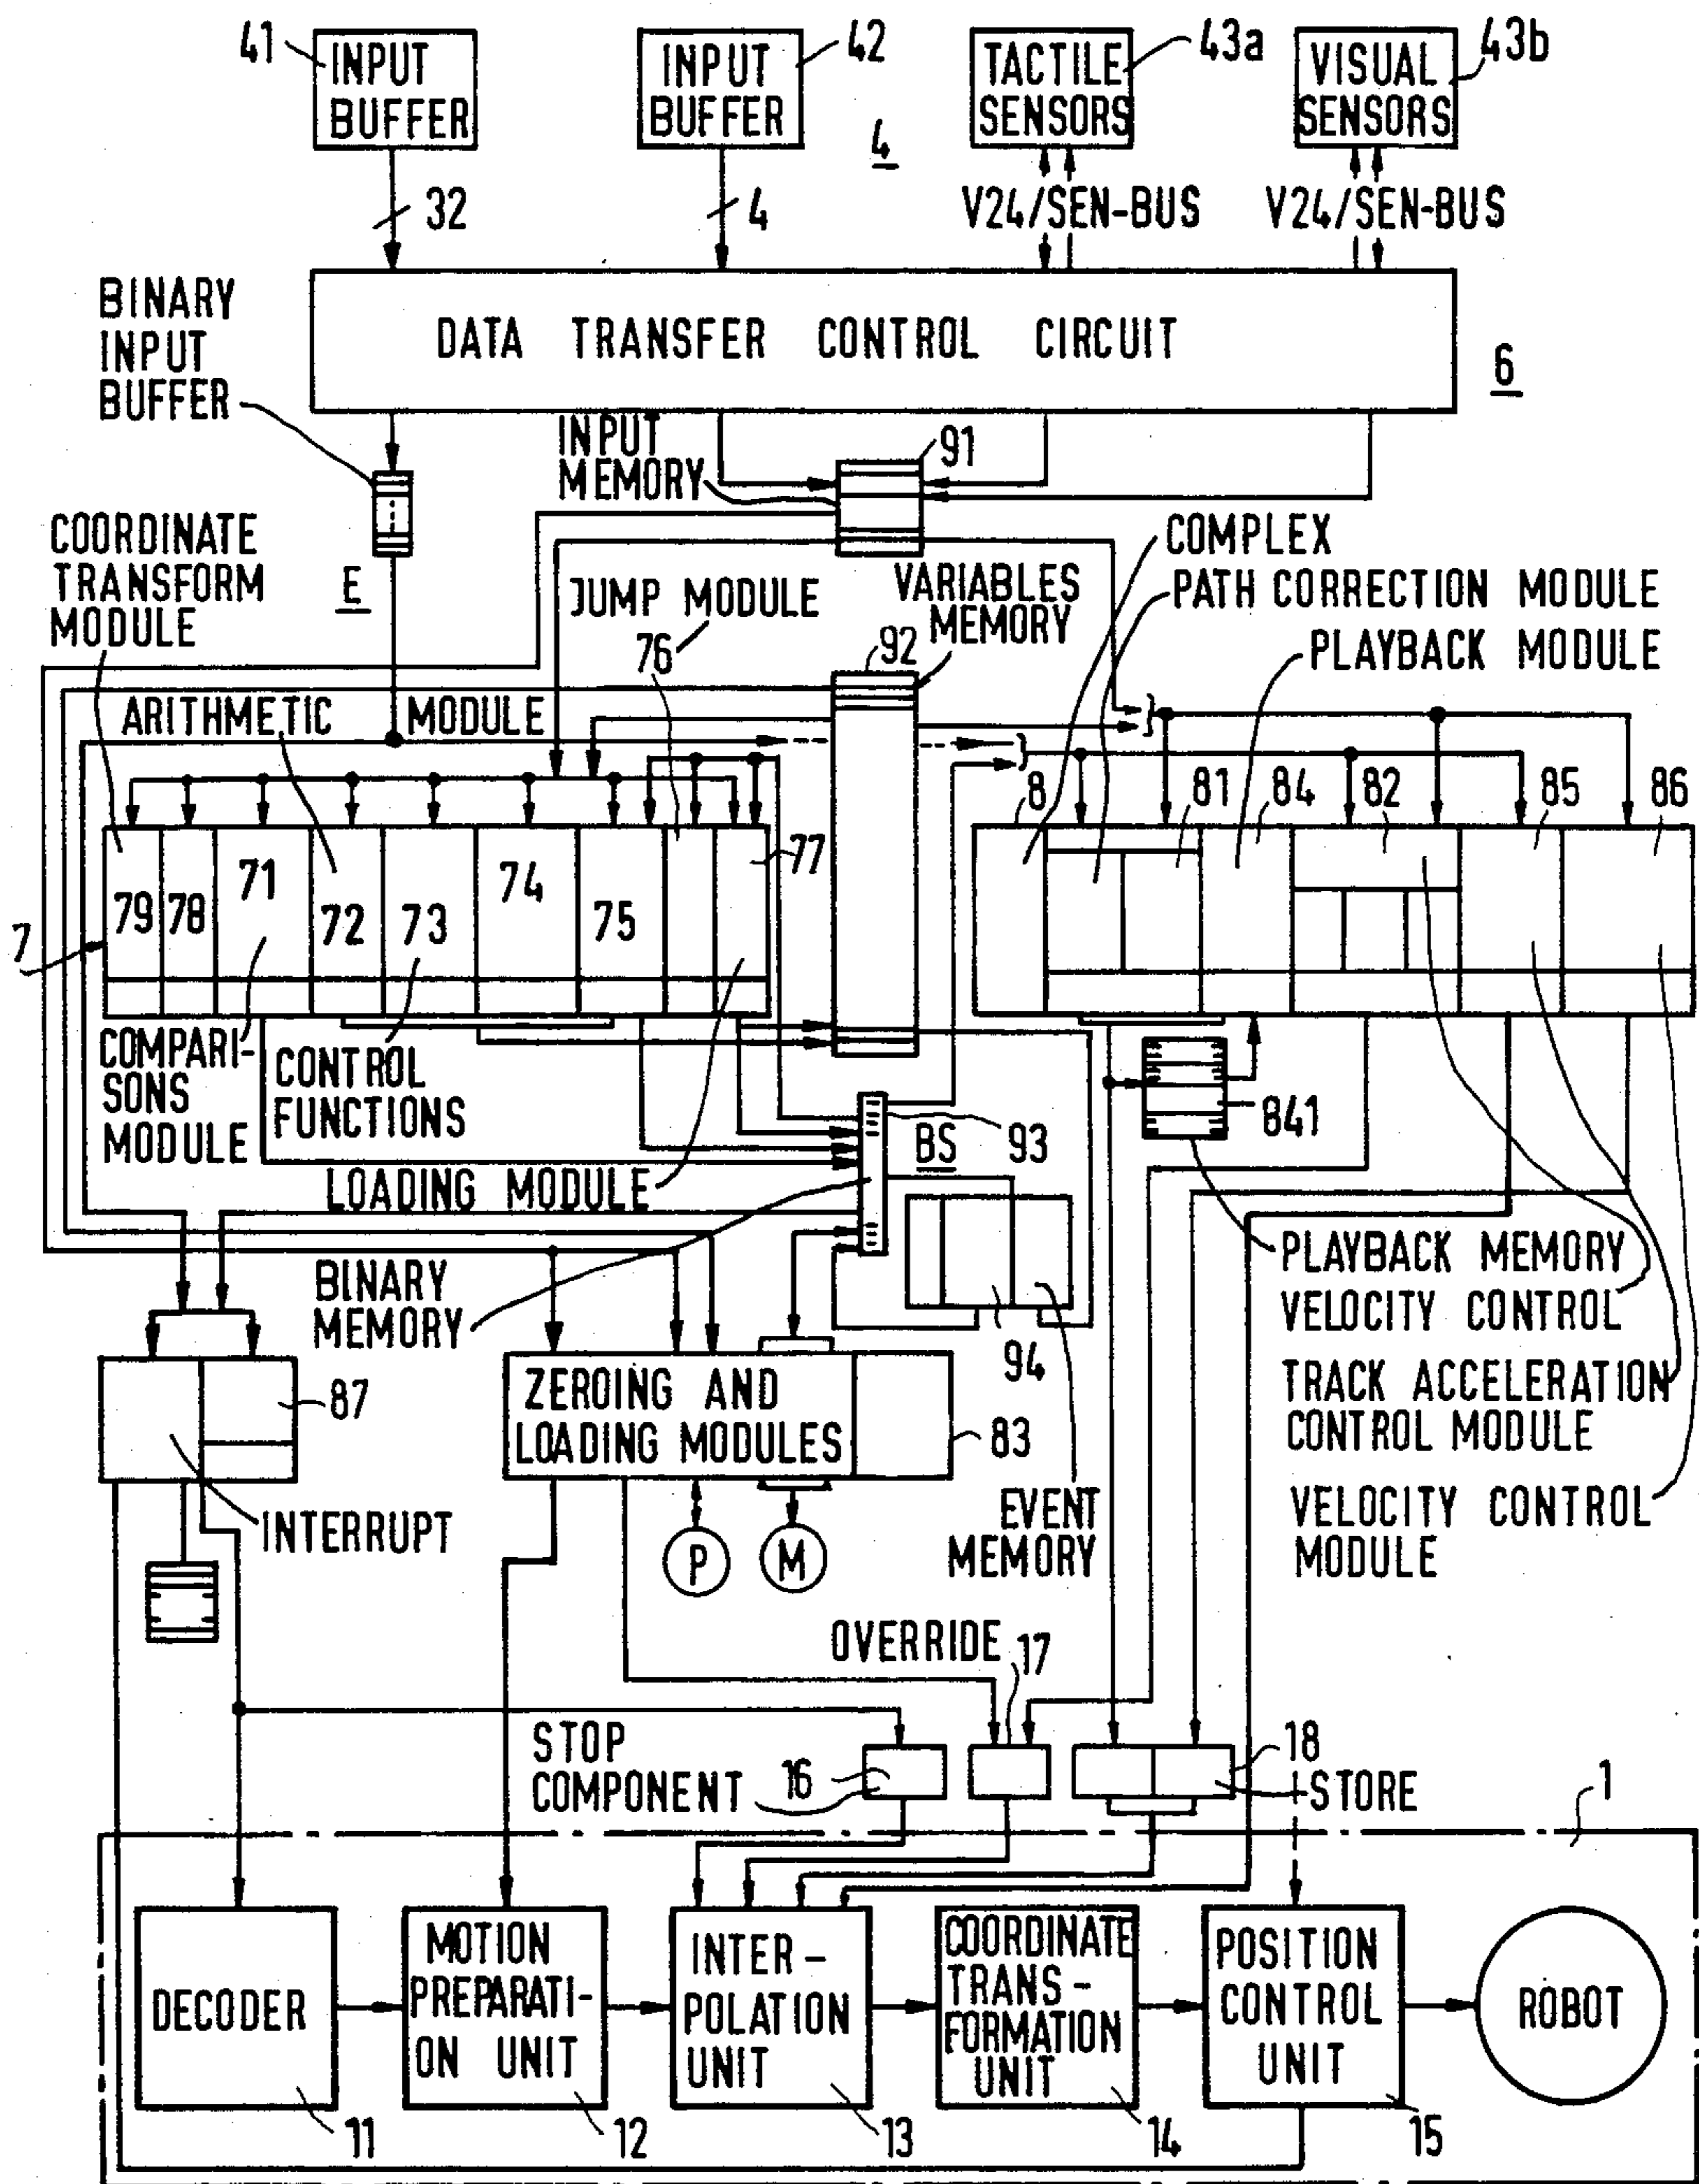 41
INPUT
BUFFER
42
INPUT
BUFFER
4
TACTILE
SENSORS
43a
VISUAL
SENSORS
43b
32
4
V24/SEN-BUS
V24/SEN-BUS
BINARY
INPUT
BUFFER
DATA TRANSFER CONTROL CIRCUIT
6
INPUT
MEMORY
91
COORDINATE
TRANSFORM
MODULE
E
JUMP MODULE
76
VARIABLES
MEMORY
92
COMPLEX
PATH CORRECTION MODULE
PLAYBACK MODULE
ARITHMETIC MODULE
8
81
84
82
85
86
7
79
78
71
72
73
74
75
77
COMPARI-
SONS
MODULE
CONTROL
FUNCTIONS
LOADING MODULE
93
BS
841
BINARY
MEMORY
94
PLAYBACK MEMORY
VELOCITY CONTROL
TRACK ACCELERATION
CONTROL MODULE
VELOCITY CONTROL
MODULE
87
INTERRUPT
ZEROING AND
LOADING MODULES
83
EVENT
MEMORY
P
M
OVERRIDE
17
STOP
COMPONENT
16
18
STORE
1
DECODER
11
MOTION
PREPARATI-
ON UNIT
12
INTER-
POLATION
UNIT
13
COORDINATE
TRANS-
FORMATION
UNIT
14
POSITION
CONTROL
UNIT
15
ROBOT